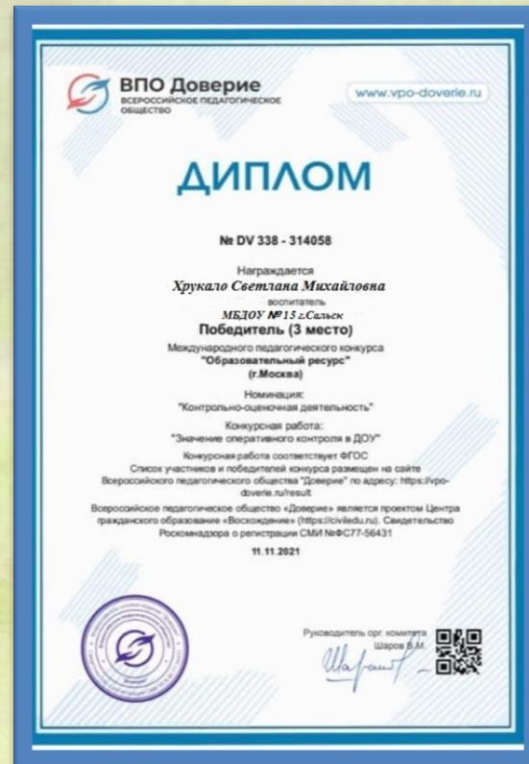 ВПО Доверие
ВСЕРОССИЙСКОЕ ПЕДАГОГИЧЕСКОЕ
ОБЩЕСТВО
www.vpo-doverie.ru
ДИПЛОМ
№ DV 338 - 314058
Награждается
Хрукало Светлана Михайловна
воспитатель
МБДОУ № 15 г.Сальск
Победитель (3 место)
Международного педагогического конкурса
"Образовательный ресурс"
(г.Москва)
Номинация:
"Контрольно-оценочная деятельность"
Конкурсная работа:
"Значение оперативного контроля в ДОУ"
Конкурсная работа соответствует ФГОС
Список участников и победителей конкурса размещен на сайте
Всероссийского педагогического общества "Доверие" по адресу: https://vpo-
doverie.ru/result
Всероссийское педагогическое общество «Доверие» является проектом Центра
гражданского образование «Восхождение» (https://civiledu.ru). Свидетельство
Роскомнадзора о регистрации СМИ №ФС77-56431
11.11.2021
Руководитель орг. комитета
Шаров В.М.